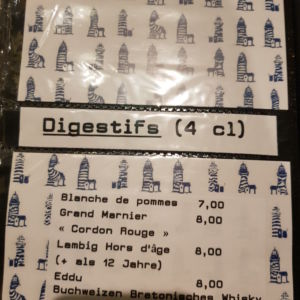 Digestifs (4 cl)
Blanche de pommes 7,00
Grand Marnier 8,00
« Cordon Rouge »
Lambig Hors d'âge 8,00
(+ als 12 Jahre)
Eddu 8,00
Buchweizen Bretonisches Whisky